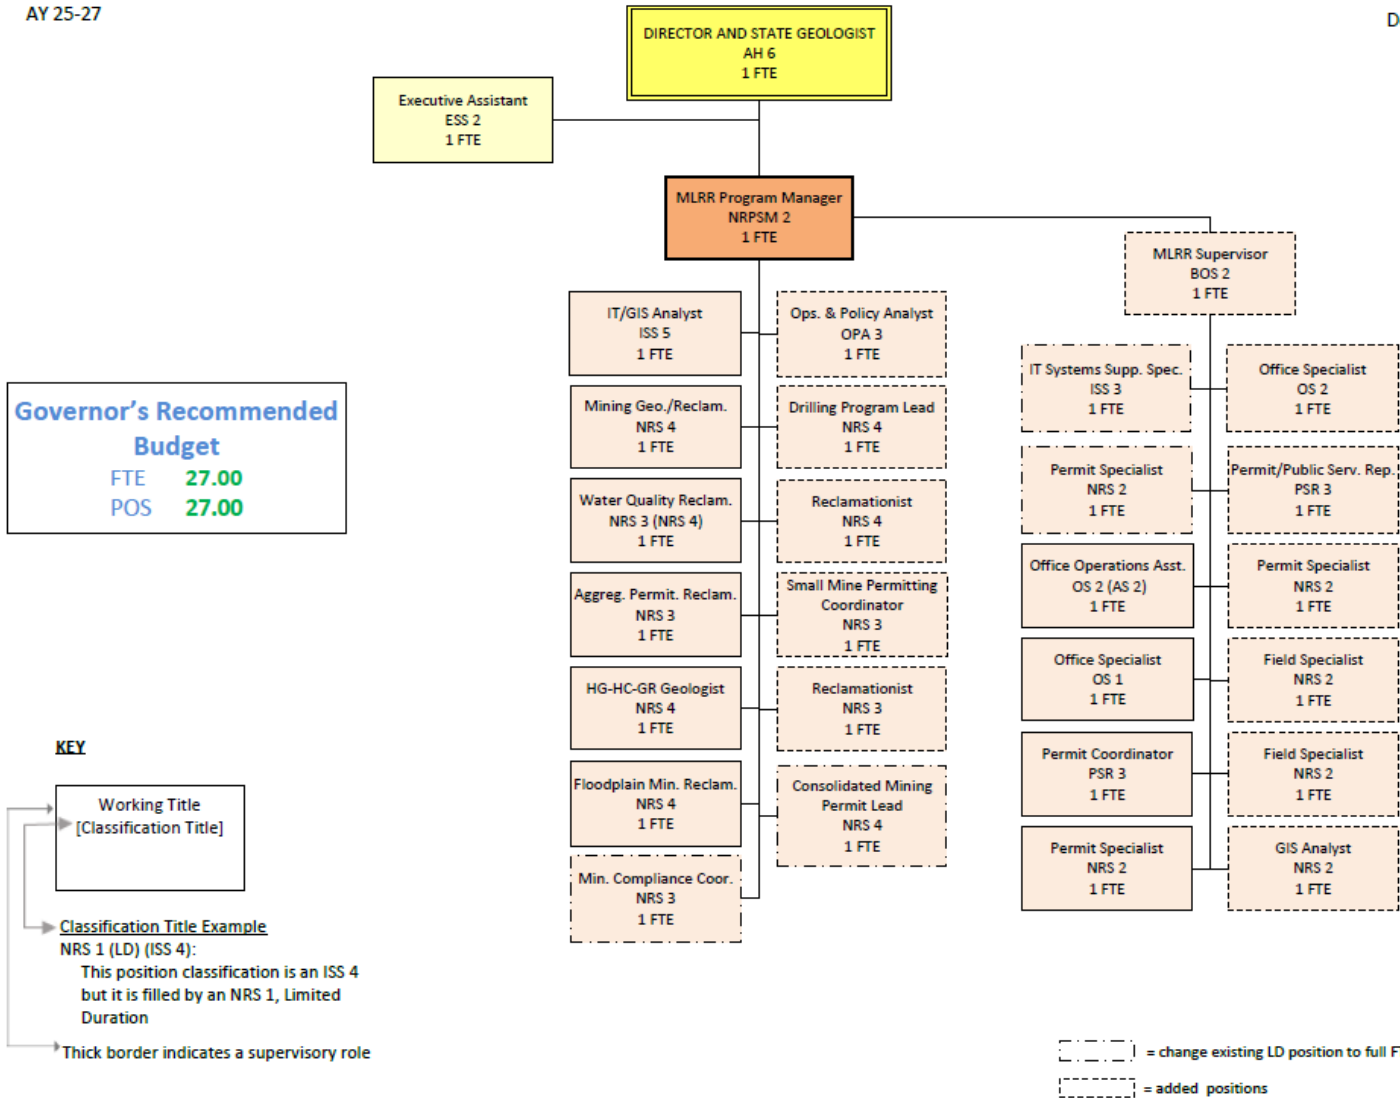 AY 25-27
D
DIRECTOR AND STATE GEOLOGIST
AH 6
1 FTE
Executive Assistant
ESS 2
1 FTE
MLRR Program Manager
NRPSM 2
1 FTE
MLRR Supervisor
BOS 2
1 FTE
IT/GIS Analyst
ISS 5
1 FTE
Ops. & Policy Analyst
OPA 3
1 FTE
Mining Geo./Reclam.
NRS 4
1 FTE
Drilling Program Lead
NRS 4
1 FTE
Water Quality Reclam.
NRS 3 (NRS 4)
1 FTE
Reclamationist
NRS 4
1 FTE
Aggreg. Permit. Reclam.
NRS 3
1 FTE
Small Mine Permitting
Coordinator
NRS 3
1 FTE
HG-HC-GR Geologist
NRS 4
1 FTE
Reclamationist
NRS 3
1 FTE
Floodplain Min. Reclam.
NRS 4
1 FTE
Consolidated Mining
Permit Lead
NRS 4
1 FTE
Min. Compliance Coor.
NRS 3
1 FTE
IT Systems Supp. Spec.
ISS 3
1 FTE
Office Specialist
OS 2
1 FTE
Permit Specialist
NRS 2
1 FTE
Permit/Public Serv. Rep.
PSR 3
1 FTE
Office Operations Asst.
OS 2 (AS 2)
1 FTE
Permit Specialist
NRS 2
1 FTE
Office Specialist
OS 1
1 FTE
Field Specialist
NRS 2
1 FTE
Permit Coordinator
PSR 3
1 FTE
Field Specialist
NRS 2
1 FTE
Permit Specialist
NRS 2
1 FTE
GIS Analyst
NRS 2
1 FTE
Governor's Recommended
Budget
FTE 27.00
POS 27.00
KEY
Working Title
[Classification Title]
Classification Title Example
NRS 1 (LD) (ISS 4):
This position classification is an ISS 4
but it is filled by an NRS 1, Limited
Duration
Thick border indicates a supervisory role
= change existing LD position to full F
= added positions